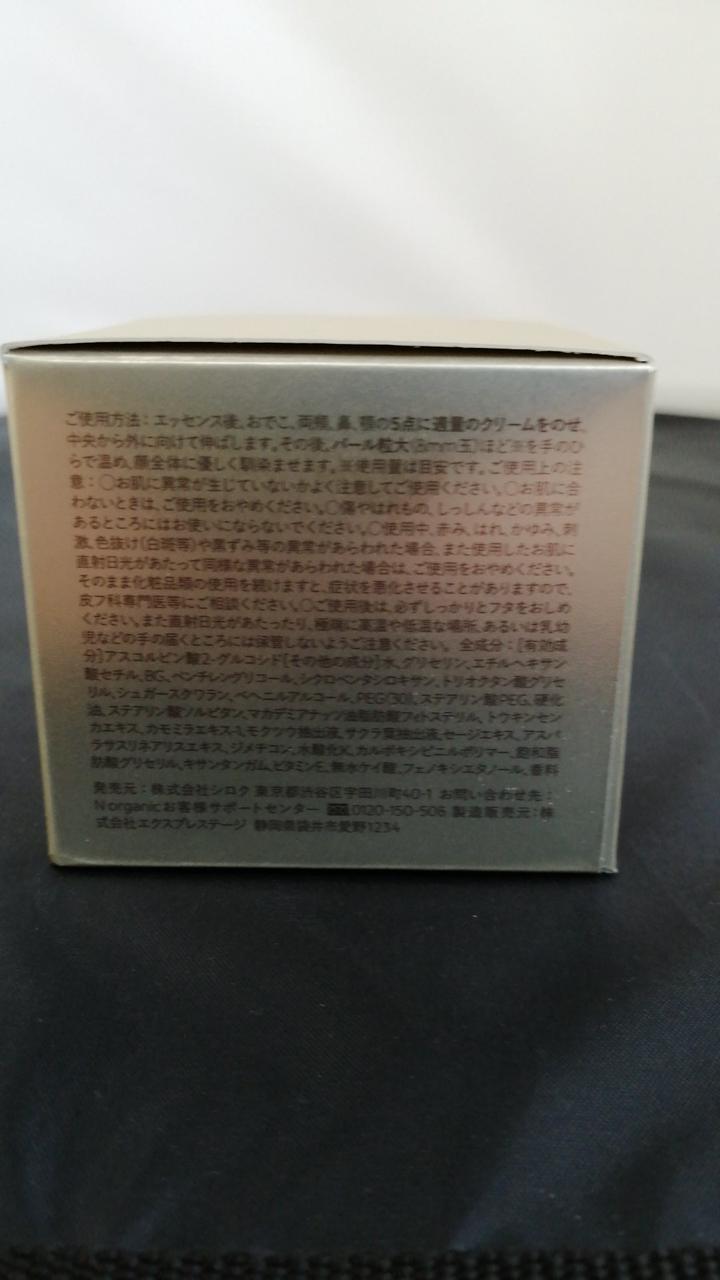 ご使用方法：エッセンス後、おでこ、両頬、鼻、顎の5点に適量のクリームをのせ、
中央から外に向けて伸ばします。その後、パール粒大(8mm玉)ほど※を手のひ
らで温め、顔全体に優しく馴染ませます。※使用量は目安です。ご使用上の注
意：○お肌に異常が生じていないかよく注意してご使用ください。○お肌に合
わないときは、ご使用をおやめください。○傷やはれもの、しっしんなどの異常が
あるところにはお使いにならないでください。○使用中、赤み、はれ、かゆみ、刺
激、色抜け(白斑等)や黒ずみ等の異常があらわれた場合、また使用したお肌に
直射日光があたって同様な異常があらわれた場合は、ご使用をおやめください。
そのまま化粧品類の使用を続けますと、症状を悪化させることがありますので、
皮フ科専門医等にご相談ください。○ご使用後は、必ずしっかりとフタをおしめ
ください。また直射日光があたったり、極端に高温や低温な場所、あるいは乳幼
児などの手の届くところには保管しないようご注意ください。 全成分：[有効成
分]アスコルビン酸2-グルコシド[その他の成分]水、グリセリン、エチルヘキサン
酸セチル、BG、ペンチレングリコール、シクロペンタシロキサン、トリオクタン酸グリセ
リル、シュガースクワラン、ベヘニルアルコール、PEG(30)、ステアリン酸PEG、硬化
油、ステアリン酸ソルビタン、マカデミアナッツ油脂肪酸フィトステリル、トウキンセン
カエキス、カモミラエキス-1、モクツウ抽出液、サクラ葉抽出液、セージエキス、アスパ
ラサスリネアリスエキス、ジメチコン、水酸化K、カルボキシビニルポリマー、飽和脂
肪酸グリセリル、キサンタンガム、ビタミンE、無水ケイ酸、フェノキシエタノール、香料
発売元：株式会社シロク 東京都渋谷区宇田川町40-1 お問い合わせ先：
N organicお客様サポートセンター 0120-150-506 製造販売元：株
式会社エクスプレステージ 静岡県袋井市愛野1234